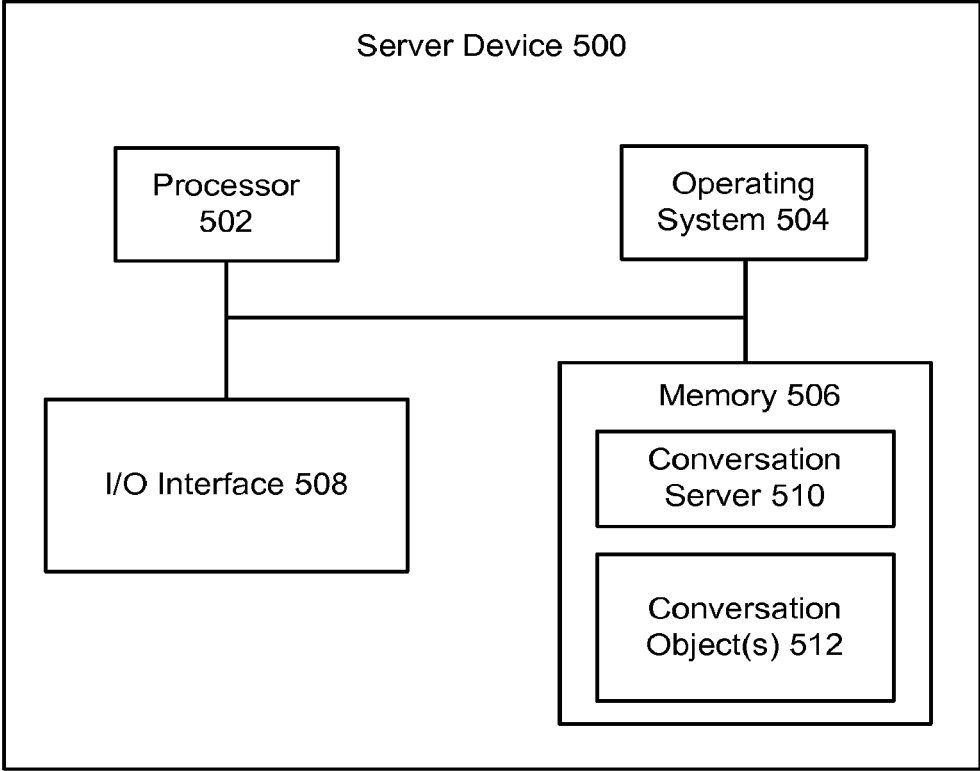 Server Device 500
Processor
502
Operating
System 504
I/O Interface 508
Memory 506
Conversation
Server 510
Conversation
Object(s) 512